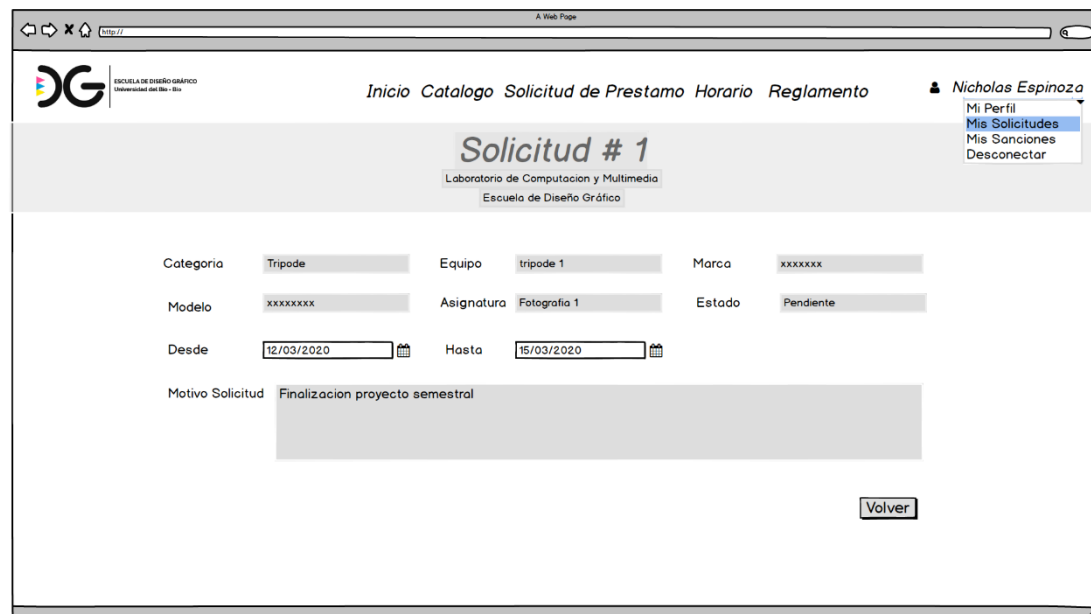 A Web Page
http://
ESCUELA DE DISEÑO GRÁFICO
Universidad del Bío - Bío
Inicio Catalogo Solicitud de Prestamo Horario Reglamento
Nicholas Espinoza
Mi Perfil
Mis Solicitudes
Mis Sanciones
Desconectar
Solicitud # 1
Laboratorio de Computacion y Multimedia
Escuela de Diseño Gráfico
Categoria Tripode Equipo tripode 1 Marca xxxxxxx
Modelo xxxxxxxx Asignatura Fotografia 1 Estado Pendiente
Desde 12/03/2020 Hasta 15/03/2020
Motivo Solicitud Finalizacion proyecto semestral
Volver